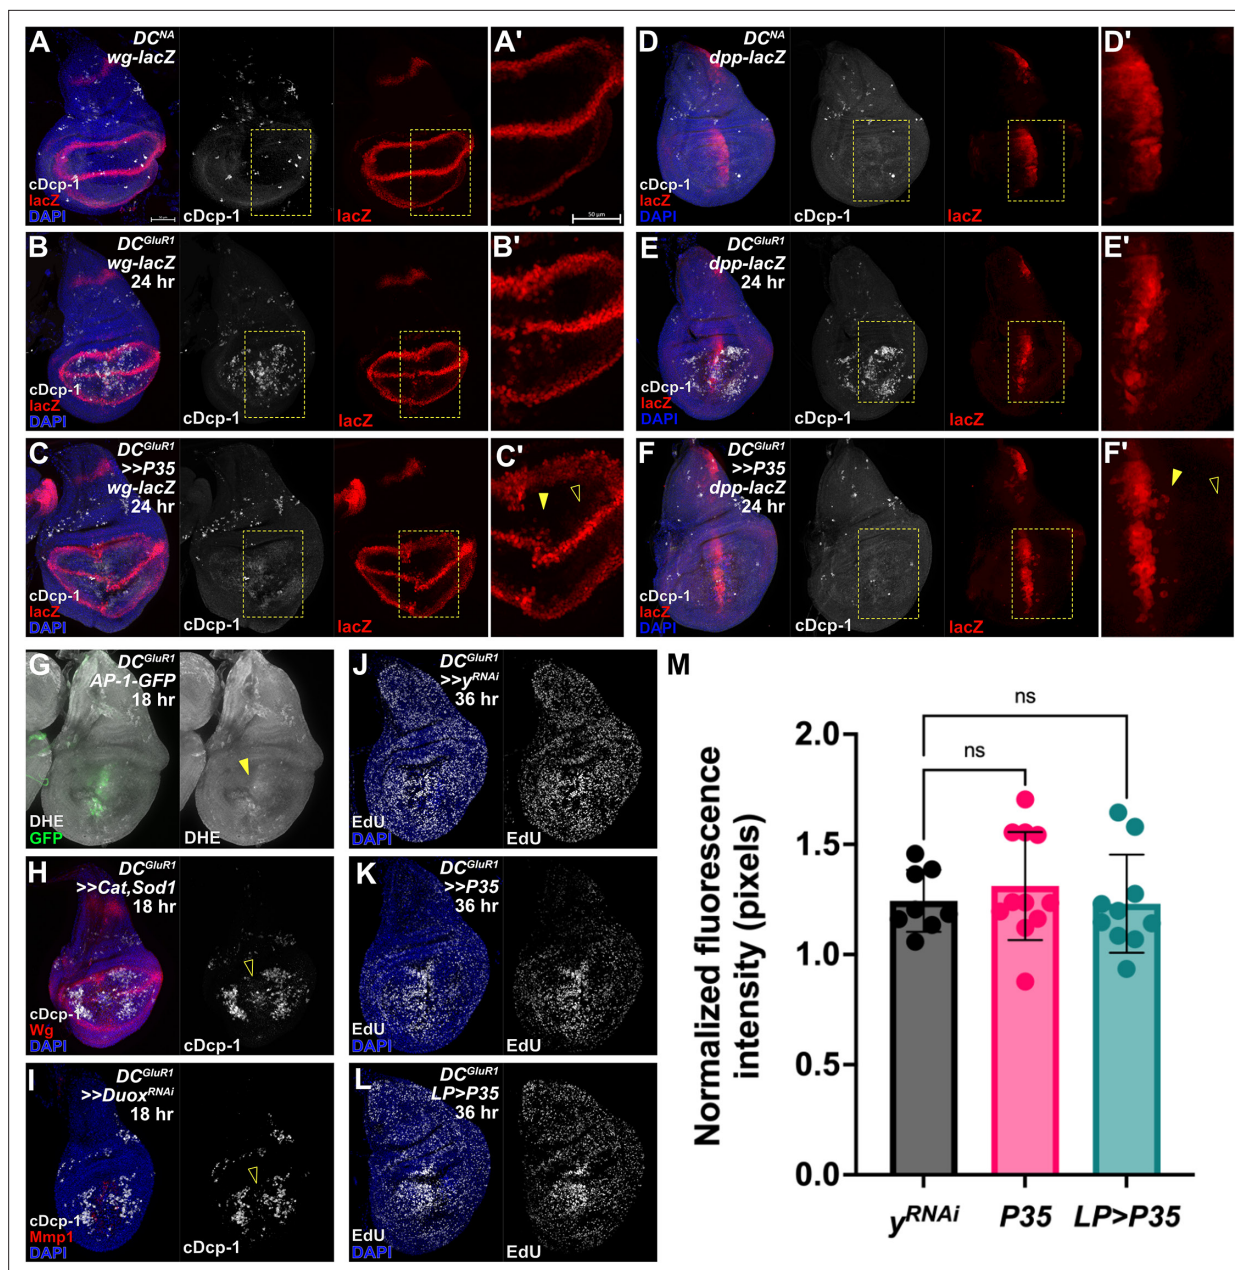 A
DC^NA
wg-lacZ
cDcp-1
lacZ
DAPI
50 µm
cDcp-1
lacZ
A'
50 µm
D
DC^NA
dpp-lacZ
cDcp-1
lacZ
DAPI
cDcp-1
lacZ
D'
B
DC^GluR1
wg-lacZ
24 hr
cDcp-1
lacZ
DAPI
cDcp-1
lacZ
B'
E
DC^GluR1
dpp-lacZ
24 hr
cDcp-1
lacZ
DAPI
cDcp-1
lacZ
E'
C
DC^GluR1
>>P35
wg-lacZ
24 hr
cDcp-1
lacZ
DAPI
cDcp-1
lacZ
C'
F
DC^GluR1
>>P35
dpp-lacZ
24 hr
cDcp-1
lacZ
DAPI
cDcp-1
lacZ
F'
G
DC^GluR1
AP-1-GFP
18 hr
DHE
GFP
DHE
J
DC^GluR1
>>y^RNAi
36 hr
EdU
DAPI
EdU
H
DC^GluR1
>>Cat,Sod1
18 hr
cDcp-1
Wg
DAPI
cDcp-1
K
DC^GluR1
>>P35
36 hr
EdU
DAPI
EdU
I
DC^GluR1
>>Duox^RNAi
18 hr
cDcp-1
Mmp1
DAPI
cDcp-1
L
DC^GluR1
LP>P35
36 hr
EdU
DAPI
EdU
M
ns
ns
Normalized fluorescence
intensity (pixels)
2.0
1.5
1.0
0.5
0.0
y^RNAi
P35
LP>P35